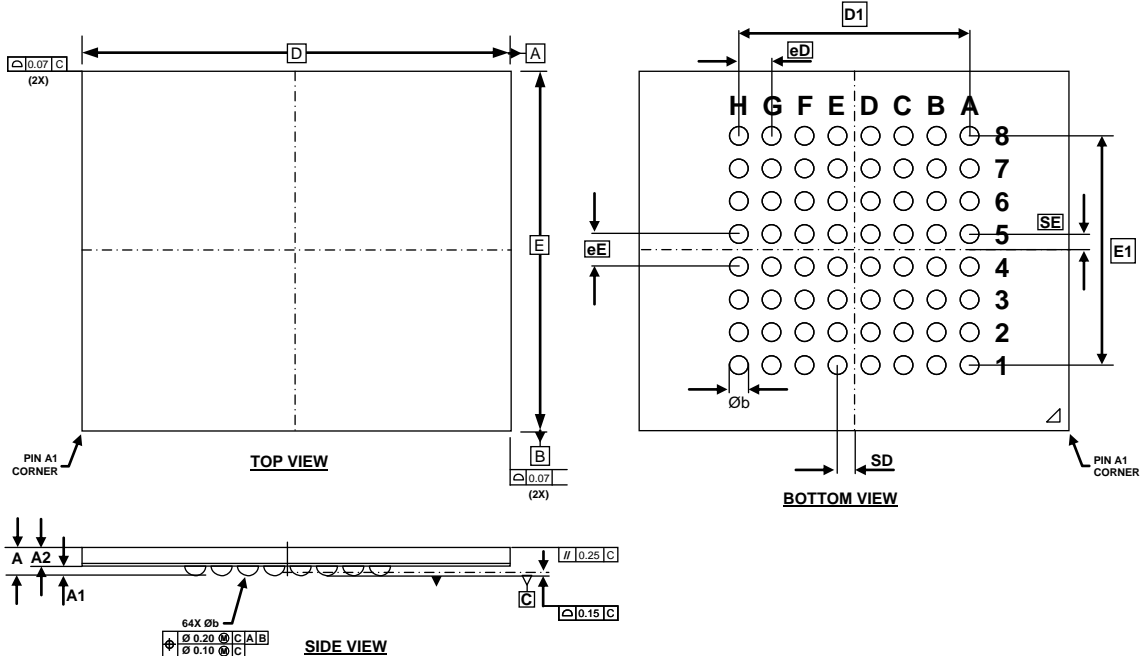 D
A
⌓ 0.07 C
(2X)
E
PIN A1
CORNER
TOP VIEW
B
⌓ 0.07
(2X)
D1
eD
H G F E D C B A
8
7
6
SE
5
eE
E1
4
3
2
1
Øb
SD
PIN A1
CORNER
BOTTOM VIEW
A A2
// 0.25 C
A1
C
⌓ 0.15 C
64X Øb
⌖ Ø 0.20 Ⓜ C A B
Ø 0.10 Ⓜ C
SIDE VIEW